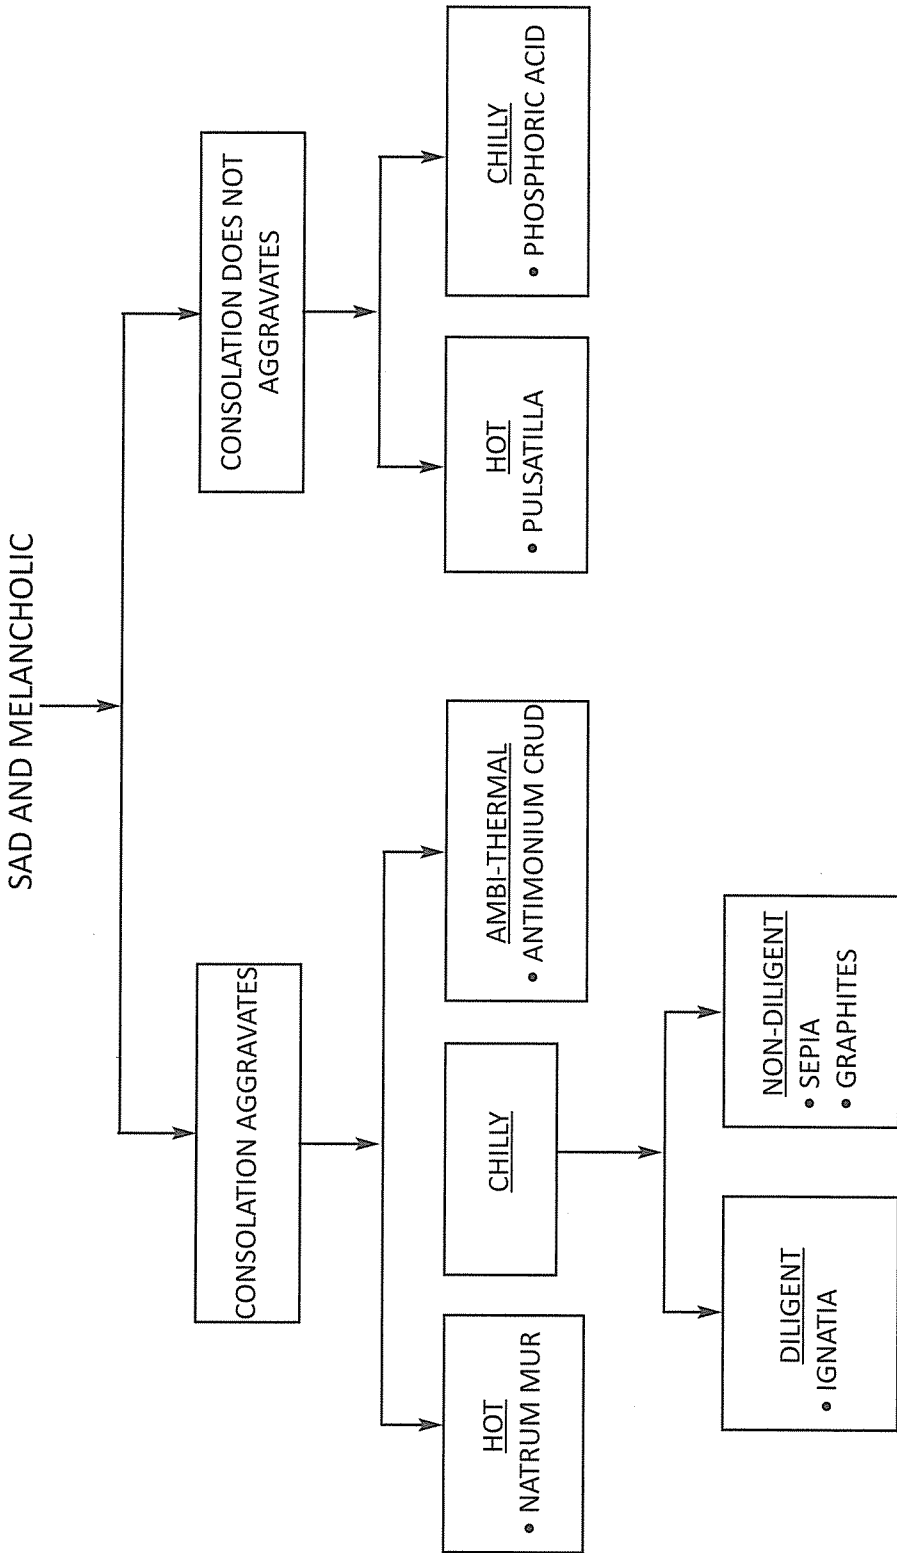 SAD AND MELANCHOLIC
CONSOLATION AGGRAVATES
CONSOLATION DOES NOT
AGGRAVATES
HOT
• NATRUM MUR
CHILLY
AMBI-THERMAL
• ANTIMONIUM CRUD
HOT
• PULSATILLA
CHILLY
• PHOSPHORIC ACID
DILIGENT
• IGNATIA
NON-DILIGENT
• SEPIA
• GRAPHITES